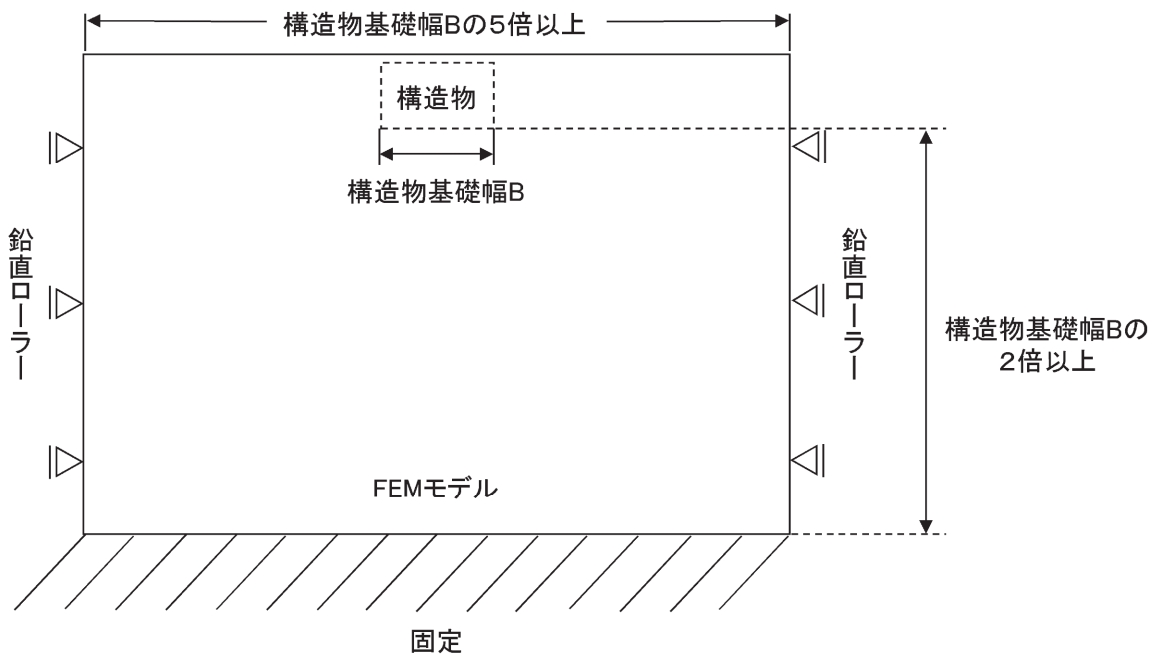 構造物基礎幅Bの5倍以上
構造物
構造物基礎幅B
鉛直ローラー
鉛直ローラー
構造物基礎幅Bの
2倍以上
FEMモデル
固定